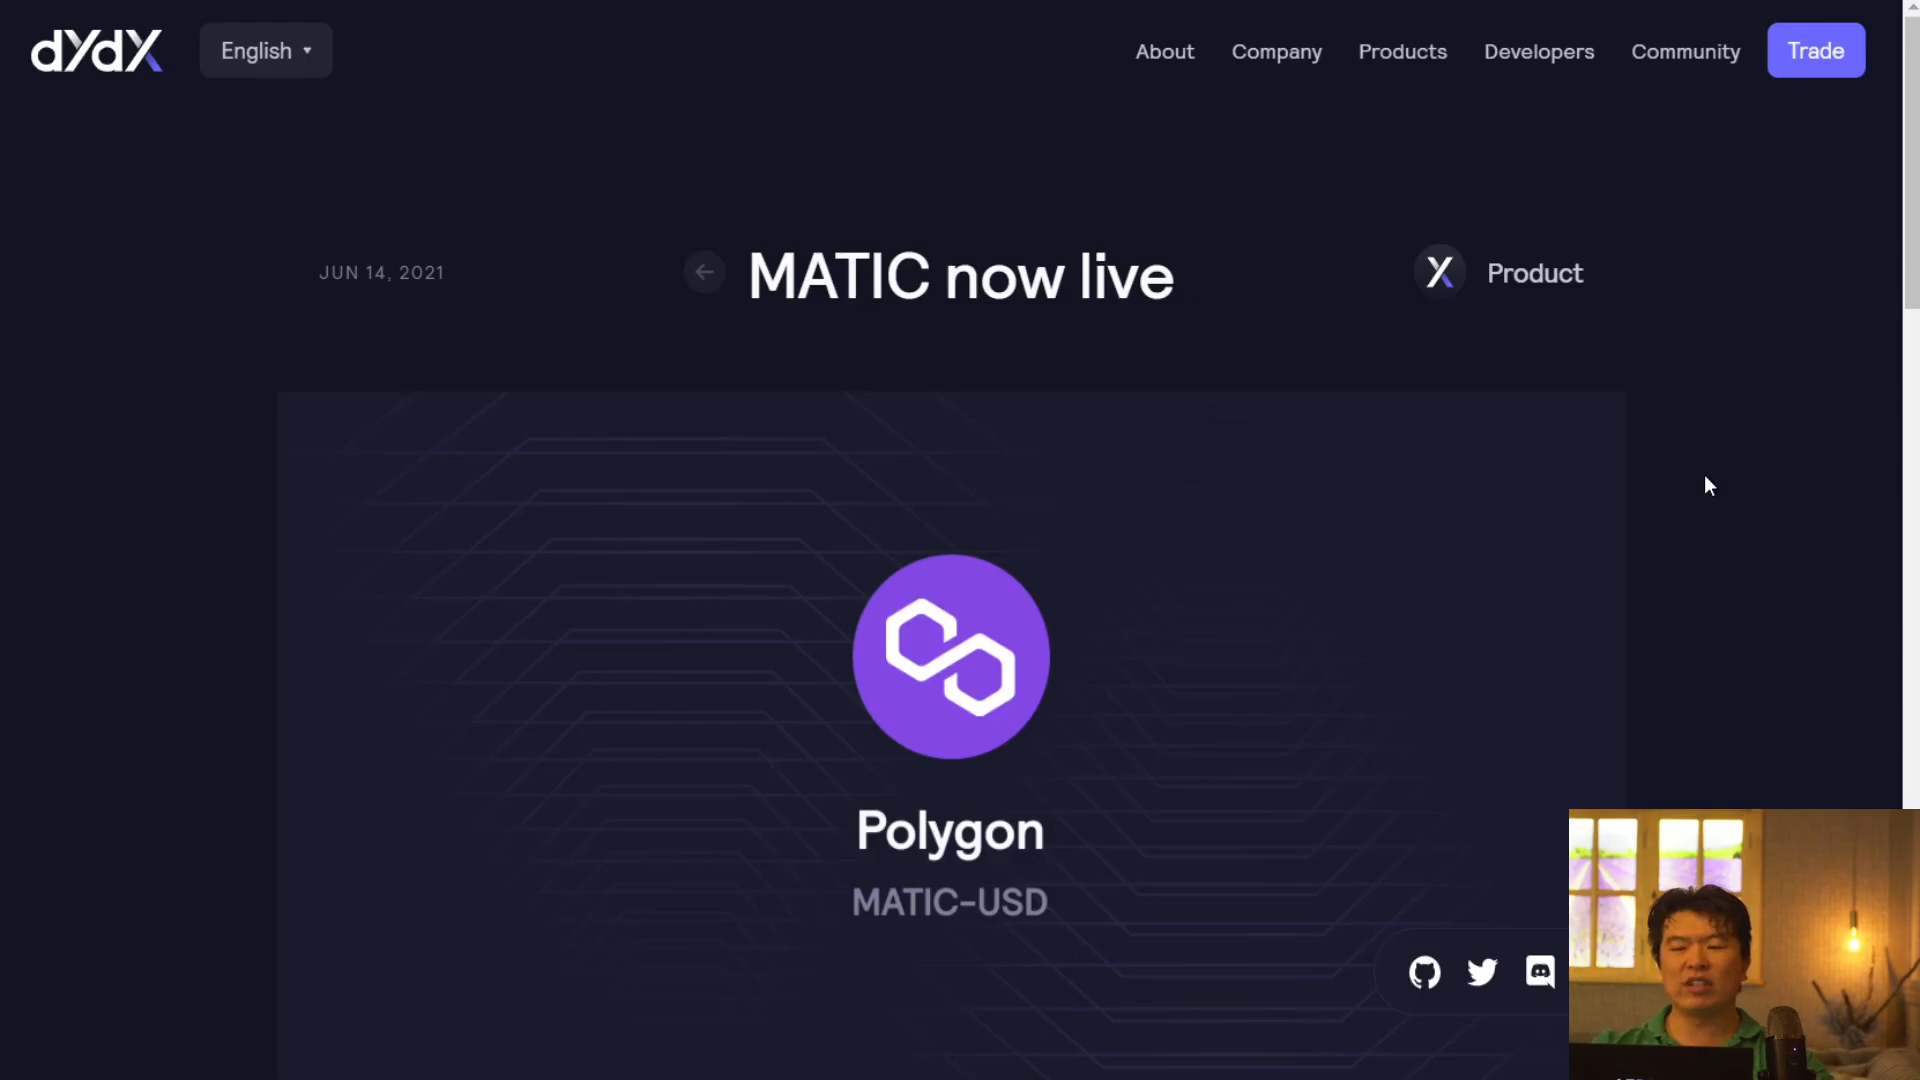 dYdX
English
About
Company
Products
Developers
Community
Trade
JUN 14, 2021
MATIC now live
Product
Polygon
MATIC-USD